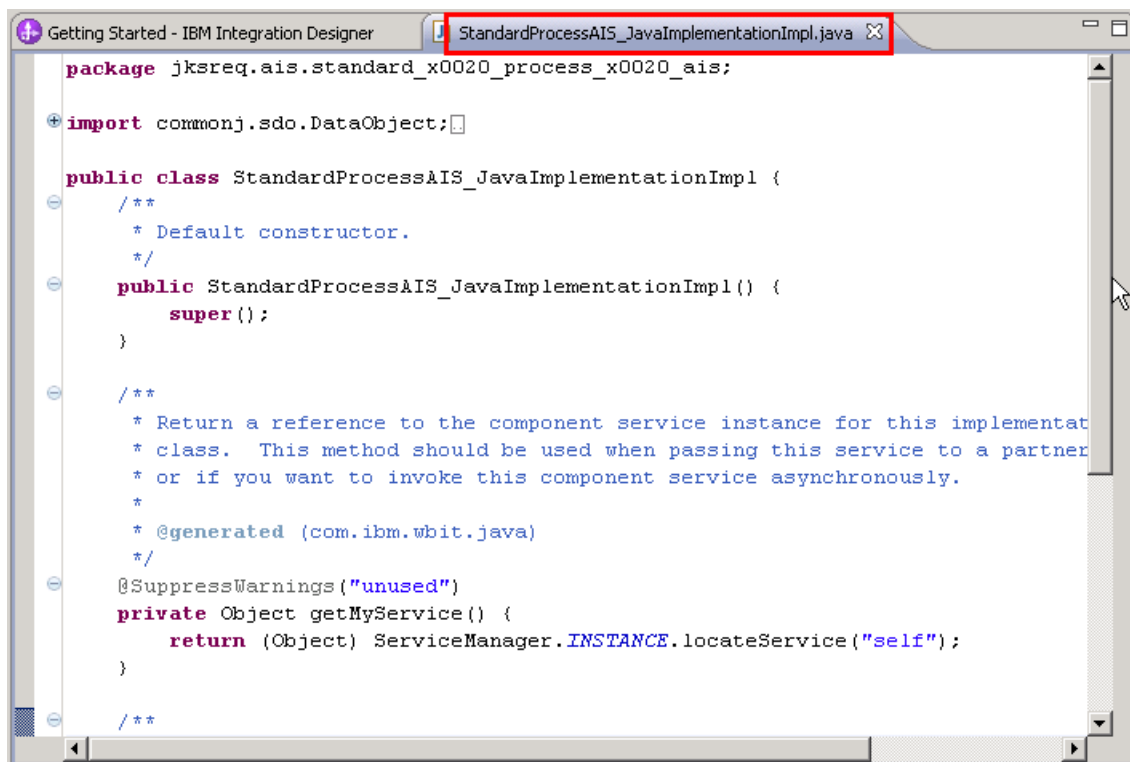 Getting Started - IBM Integration Designer
StandardProcessAIS_JavaImplementationImpl.java
package jksreq.ais.standard_x0020_process_x0020_ais;
import commonj.sdo.DataObject;
public class StandardProcessAIS_JavaImplementationImpl {
/**
* Default constructor.
*/
public StandardProcessAIS_JavaImplementationImpl() {
super();
}
/**
* Return a reference to the component service instance for this implementat
* class.  This method should be used when passing this service to a partner
* or if you want to invoke this component service asynchronously.
*
* @generated (com.ibm.wbit.java)
*/
@SuppressWarnings("unused")
private Object getMyService() {
return (Object) ServiceManager.INSTANCE.locateService("self");
}
/**